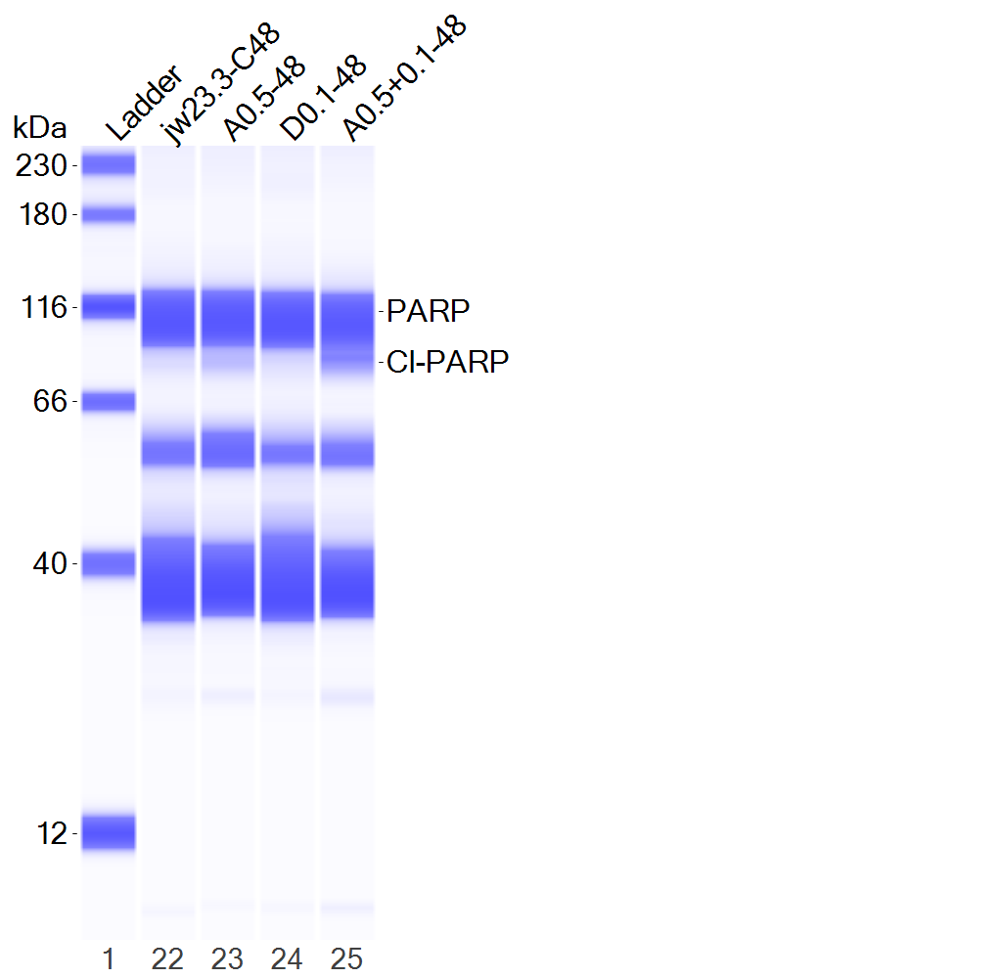 kDa
Ladder
jw23.3-C48
A0.5-48
D0.1-48
A0.5+0.1-48
230
180
116
66
40
12
PARP
Cl-PARP
1 22 23 24 25